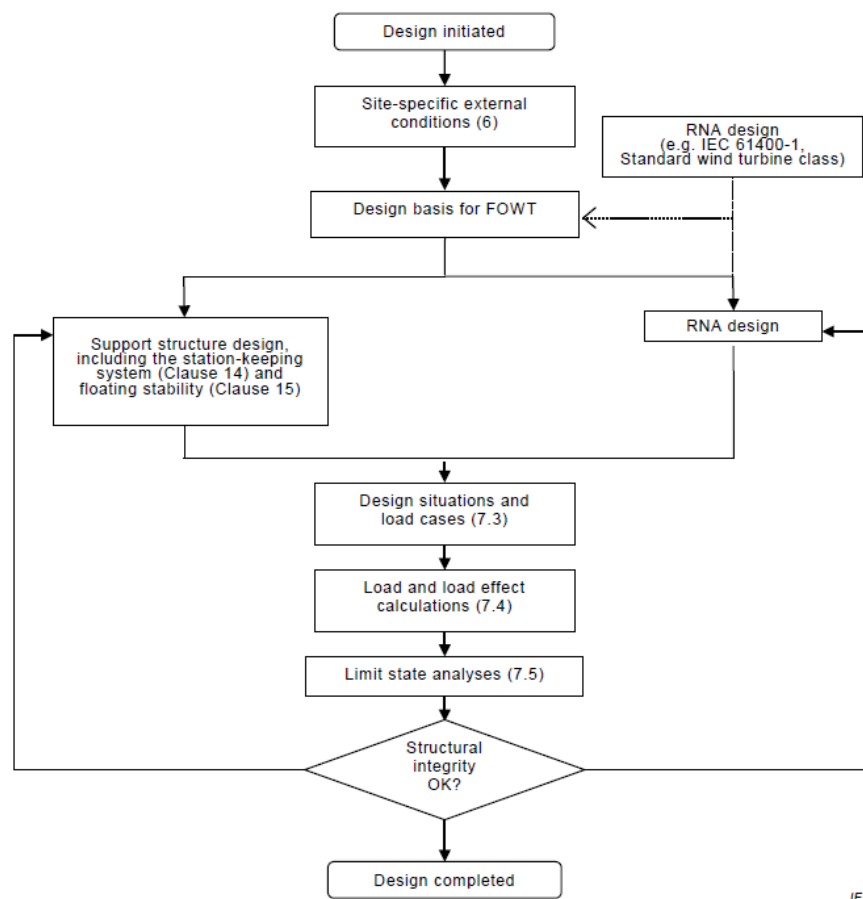 Design initiated
Site-specific external
conditions (6)
RNA design
(e.g. IEC 61400-1,
Standard wind turbine class)
Design basis for FOWT
Support structure design,
including the station-keeping
system (Clause 14) and
floating stability (Clause 15)
RNA design
Design situations and
load cases (7.3)
Load and load effect
calculations (7.4)
Limit state analyses (7.5)
Structural
integrity
OK?
Design completed